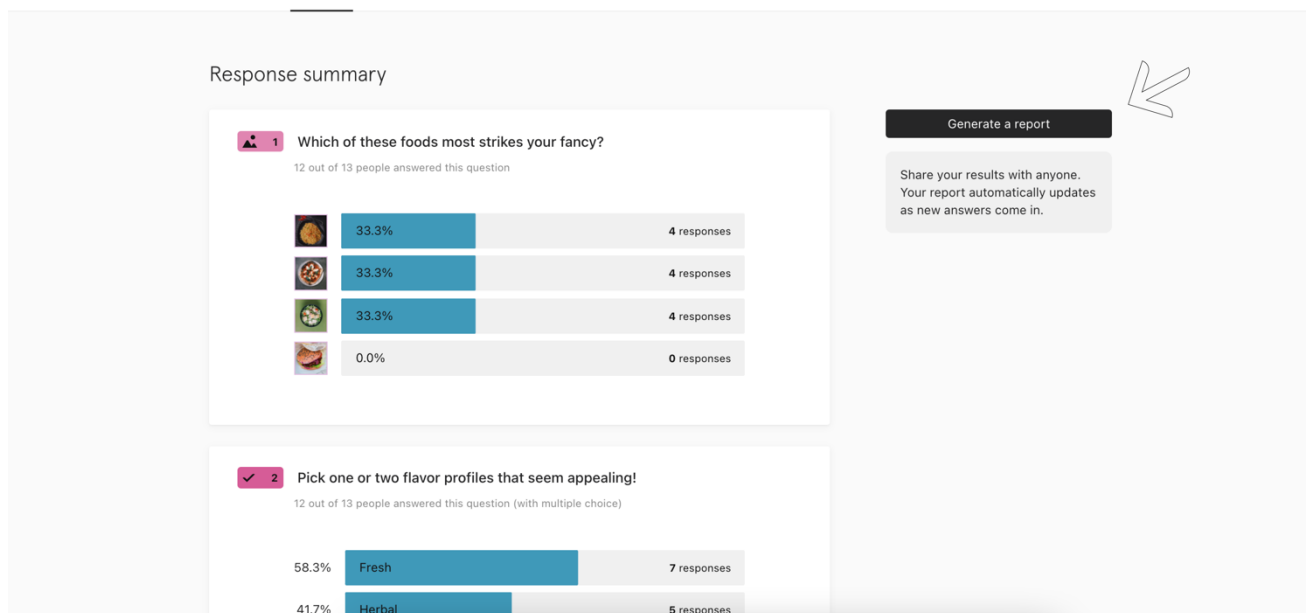 Response summary
1 Which of these foods most strikes your fancy?
12 out of 13 people answered this question
33.3% 4 responses
33.3% 4 responses
33.3% 4 responses
0.0% 0 responses
2 Pick one or two flavor profiles that seem appealing!
12 out of 13 people answered this question (with multiple choice)
58.3% Fresh 7 responses
41.7% Herbal 5 responses
Generate a report
Share your results with anyone.
Your report automatically updates
as new answers come in.